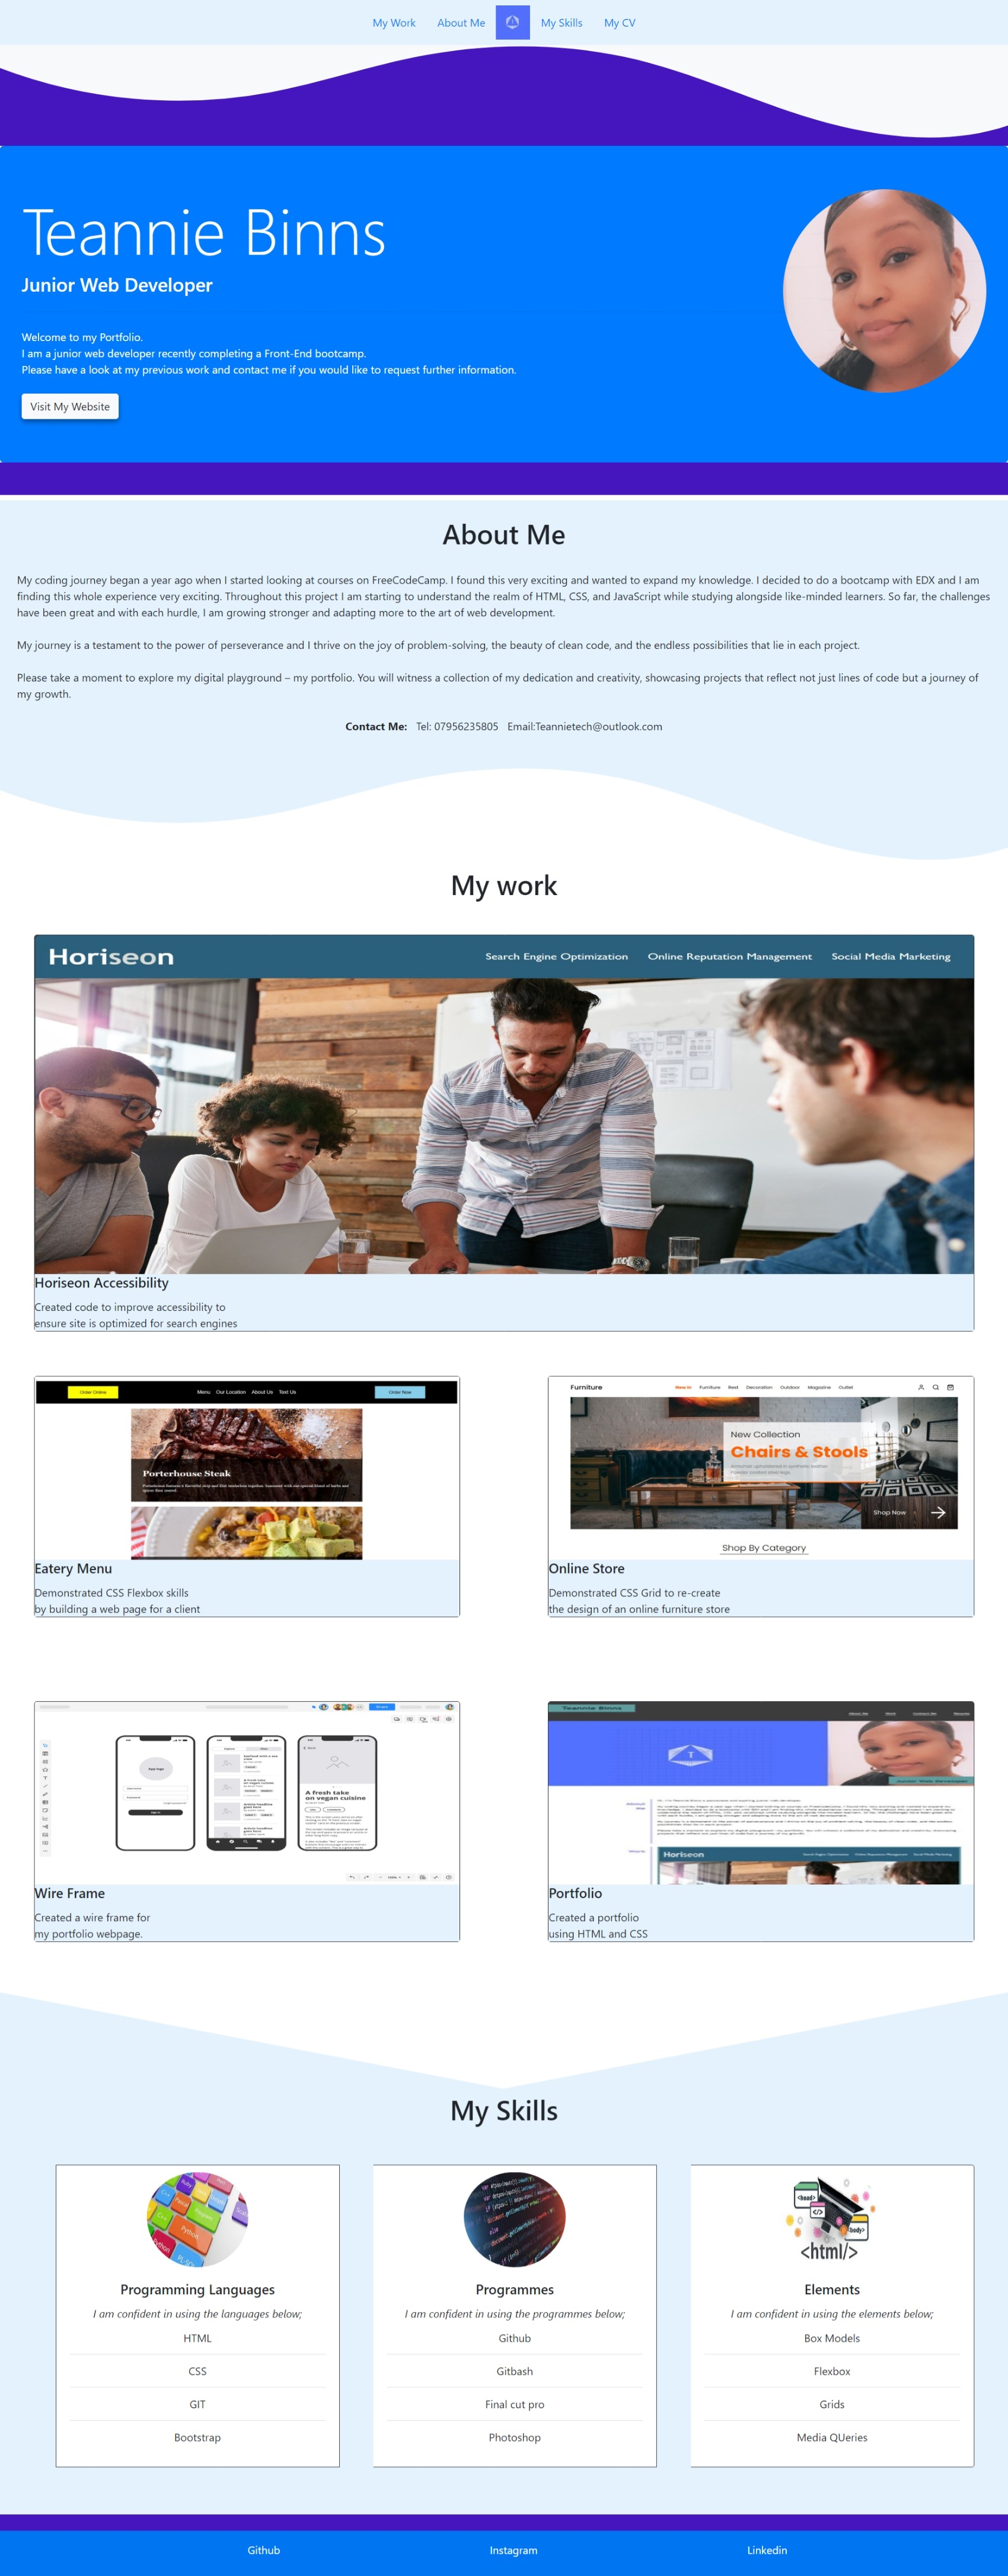 My Work About Me My Skills My CV
Teannie Binns
Junior Web Developer
Welcome to my Portfolio.
I am a junior web developer recently completing a Front-End bootcamp.
Please have a look at my previous work and contact me if you would like to request further information.
Visit My Website
About Me
My coding journey began a year ago when I started looking at courses on FreeCodeCamp. I found this very exciting and wanted to expand my knowledge. I decided to do a bootcamp with EDX and I am
finding this whole experience very exciting. Throughout this project I am starting to understand the realm of HTML, CSS, and JavaScript while studying alongside like-minded learners. So far, the challenges
have been great and with each hurdle, I am growing stronger and adapting more to the art of web development.
My journey is a testament to the power of perseverance and I thrive on the joy of problem-solving, the beauty of clean code, and the endless possibilities that lie in each project.
Please take a moment to explore my digital playground – my portfolio. You will witness a collection of my dedication and creativity, showcasing projects that reflect not just lines of code but a journey of
my growth.
Contact Me: Tel: 07956235805 Email:Teannietech@outlook.com
My work
Horiseon Search Engine Optimization Online Reputation Management Social Media Marketing
Horiseon Accessibility
Created code to improve accessibility to
ensure site is optimized for search engines
Order Online Menu Our Location About Us Text Us Order Now
Porterhouse Steak
Eatery Menu
Demonstrated CSS Flexbox skills
by building a web page for a client
Furniture New In Furniture Rest Decoration Outdoor Magazine Outlet
New Collection
Chairs & Stools
Shop Now
Shop By Category
Online Store
Demonstrated CSS Grid to re-create
the design of an online furniture store
App logo
A fresh take
on vegan cuisine
Wire Frame
Created a wire frame for
my portfolio webpage.
Teannie Binns
T
Junior Web Developer
Horiseon
Portfolio
Created a portfolio
using HTML and CSS
My Skills
Python
Programming Languages
I am confident in using the languages below;
HTML
CSS
GIT
Bootstrap
Programmes
I am confident in using the programmes below;
Github
Gitbash
Final cut pro
Photoshop
<head>
</>
<body>
<html/>
Elements
I am confident in using the elements below;
Box Models
Flexbox
Grids
Media QUeries
Github Instagram Linkedin